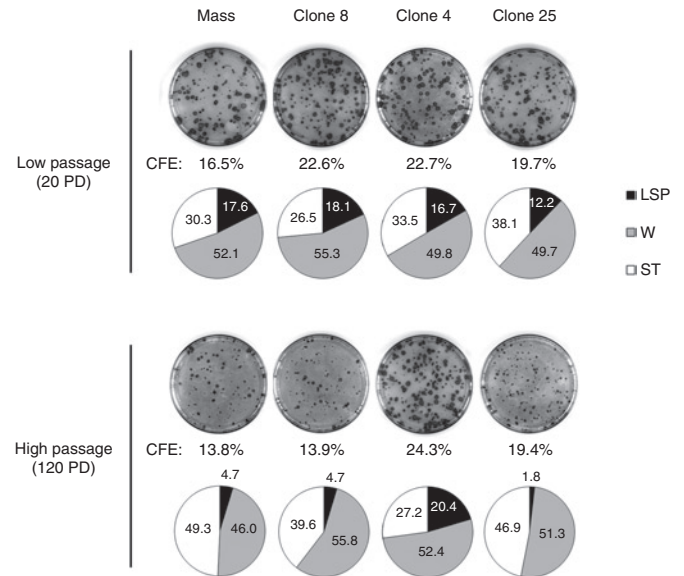 Mass Clone 8 Clone 4 Clone 25
Low passage
(20 PD)
CFE: 16.5% 22.6% 22.7% 19.7%
30.3 17.6 26.5 18.1 33.5 16.7 38.1 12.2
52.1 55.3 49.8 49.7
LSP
W
ST
High passage
(120 PD)
CFE: 13.8% 13.9% 24.3% 19.4%
4.7 4.7 1.8
49.3 46.0 39.6 55.8 27.2 20.4 52.4 46.9 51.3